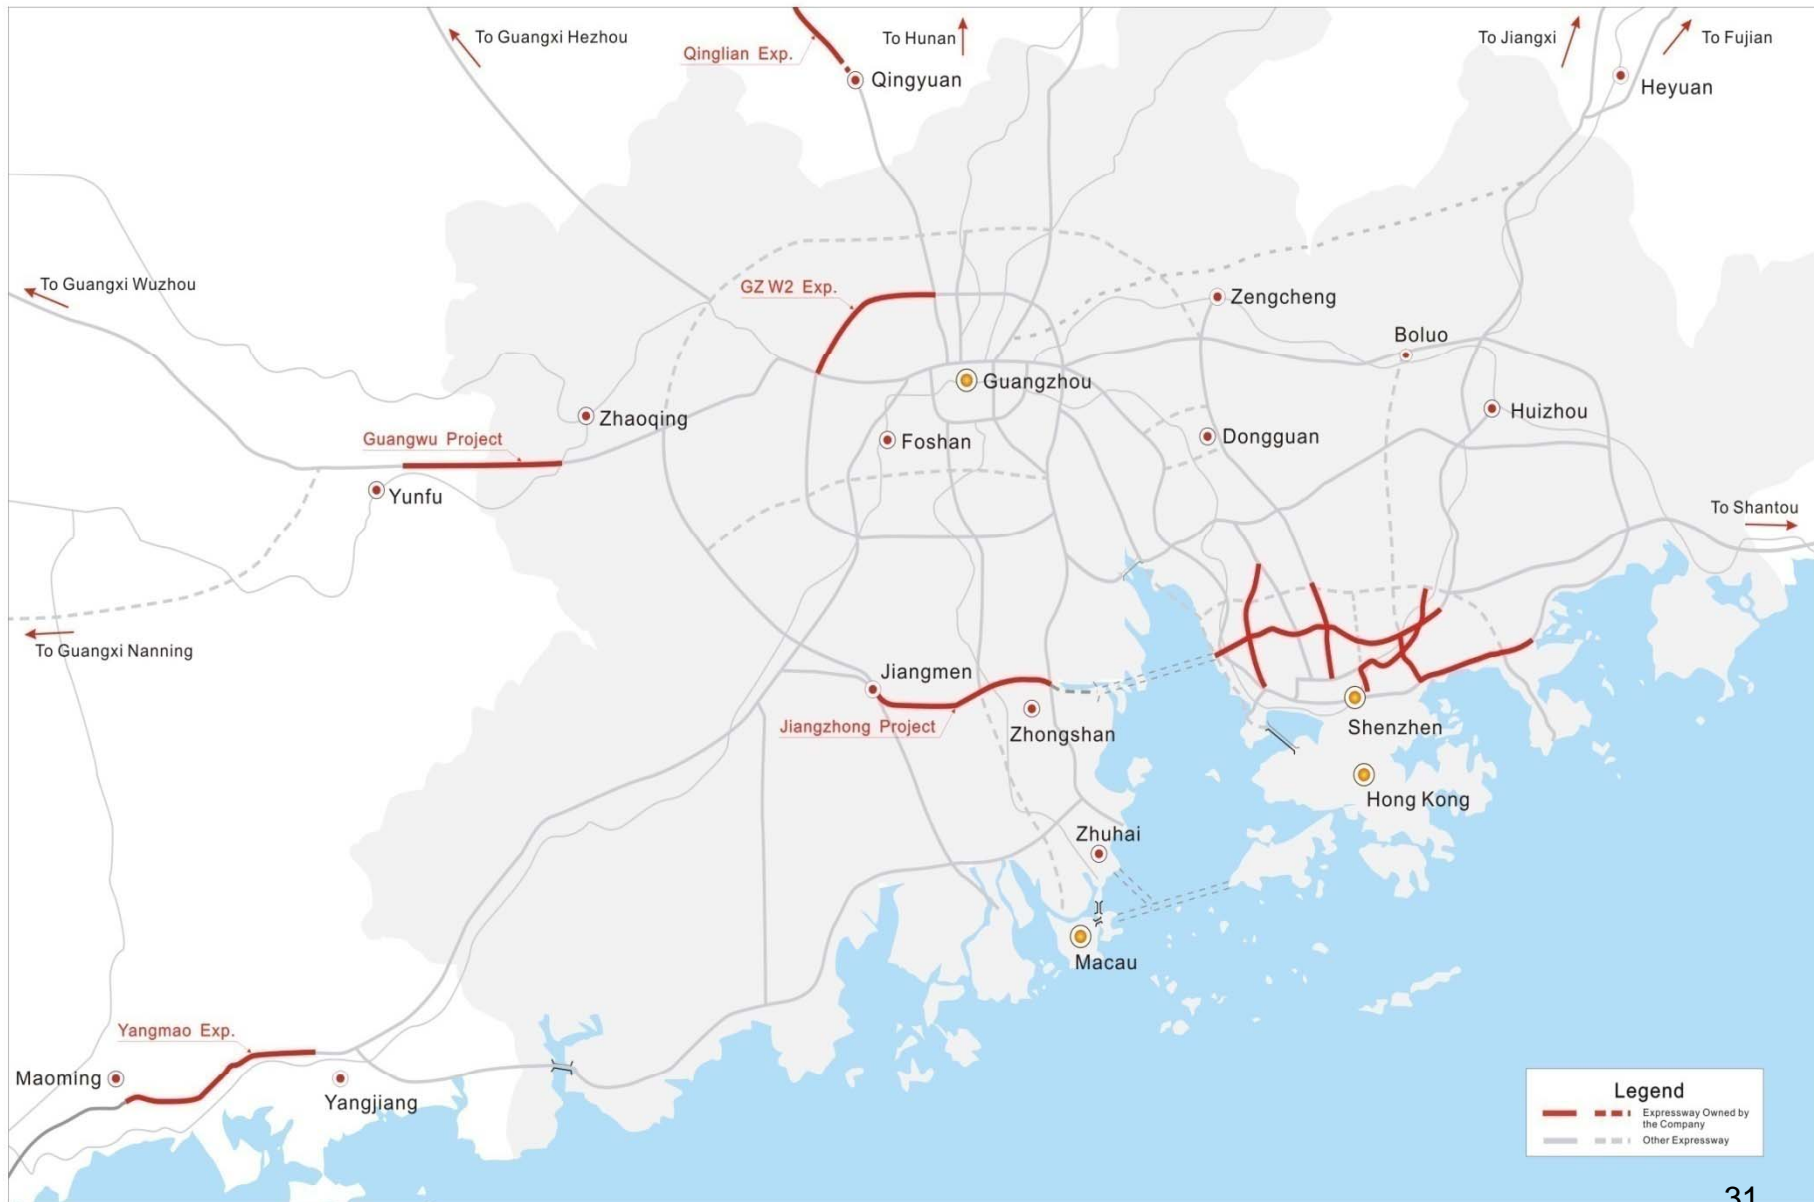 To Guangxi Hezhou
Qinglian Exp.
To Hunan
Qingyuan
To Jiangxi
To Fujian
Heyuan
To Guangxi Wuzhou
GZ W2 Exp.
Zengcheng
Boluo
Guangzhou
Zhaoqing
Huizhou
Guangwu Project
Foshan
Dongguan
Yunfu
To Shantou
To Guangxi Nanning
Jiangmen
Jiangzhong Project
Zhongshan
Shenzhen
Hong Kong
Zhuhai
Macau
Yangmao Exp.
Maoming
Yangjiang
Legend
Expressway Owned by
the Company
Other Expressway
31